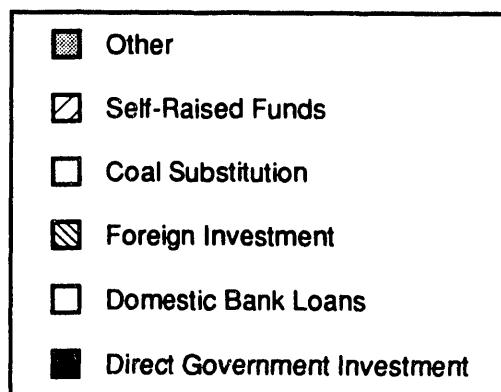 Other
Self-Raised Funds
Coal Substitution
Foreign Investment
Domestic Bank Loans
Direct Government Investment